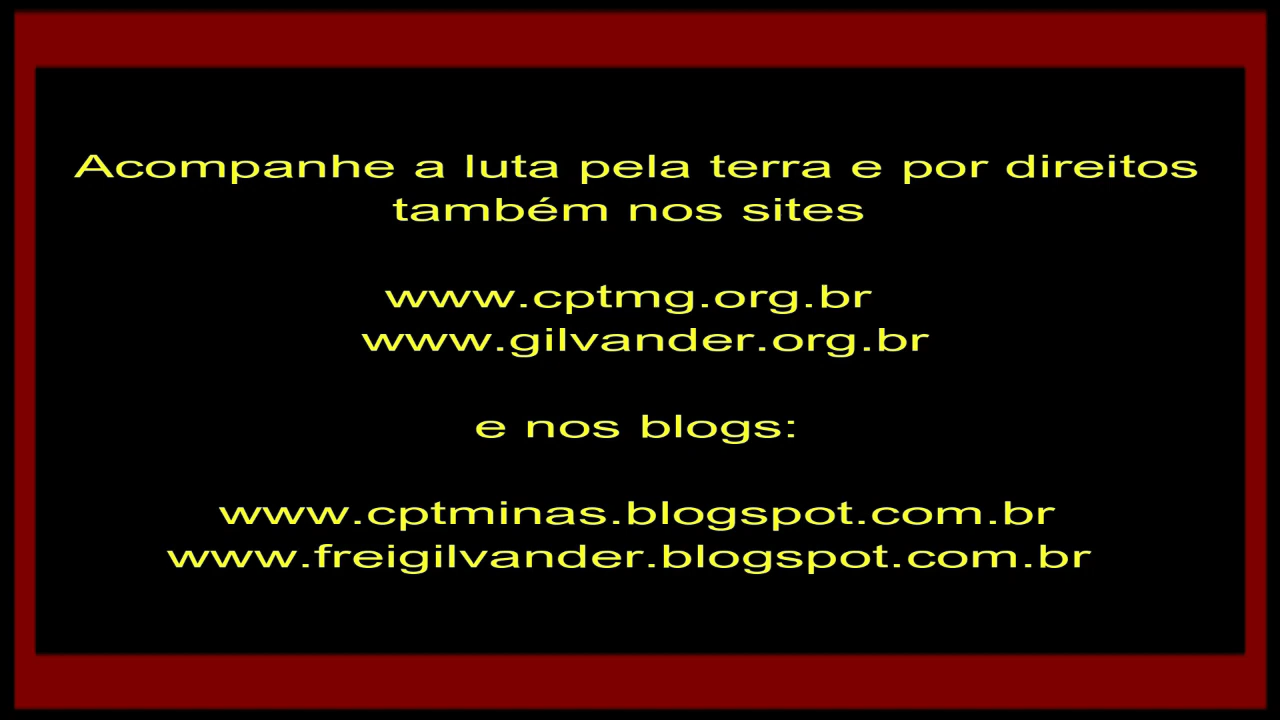 Acompanhe a luta pela terra e por direitos
também nos sites
www.cptmg.org.br
www.gilvander.org.br
e nos blogs:
www.cptminas.blogspot.com.br
www.freigilvander.blogspot.com.br